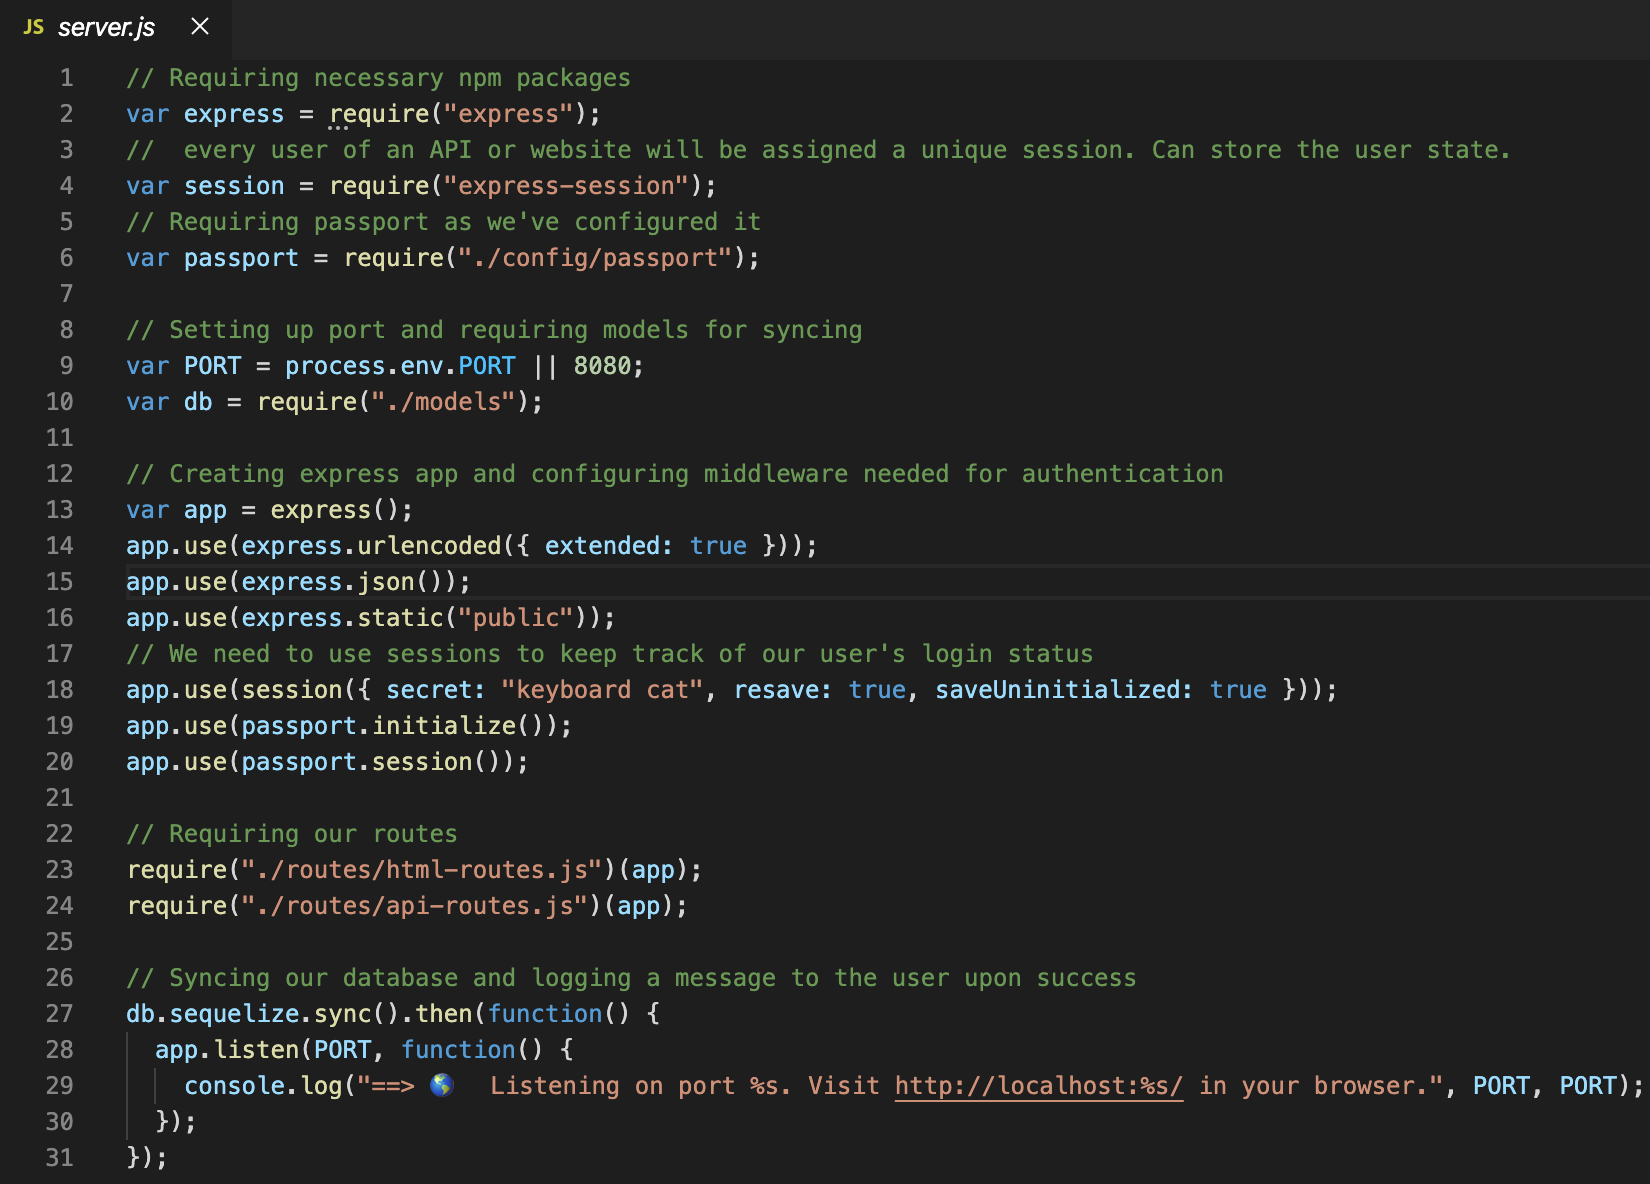 JS server.js ×
1 // Requiring necessary npm packages
2 var express = require("express");
3 //  every user of an API or website will be assigned a unique session. Can store the user state.
4 var session = require("express-session");
5 // Requiring passport as we've configured it
6 var passport = require("./config/passport");
7
8 // Setting up port and requiring models for syncing
9 var PORT = process.env.PORT || 8080;
10 var db = require("./models");
11
12 // Creating express app and configuring middleware needed for authentication
13 var app = express();
14 app.use(express.urlencoded({ extended: true }));
15 app.use(express.json());
16 app.use(express.static("public"));
17 // We need to use sessions to keep track of our user's login status
18 app.use(session({ secret: "keyboard cat", resave: true, saveUninitialized: true }));
19 app.use(passport.initialize());
20 app.use(passport.session());
21
22 // Requiring our routes
23 require("./routes/html-routes.js")(app);
24 require("./routes/api-routes.js")(app);
25
26 // Syncing our database and logging a message to the user upon success
27 db.sequelize.sync().then(function() {
28   app.listen(PORT, function() {
29     console.log("==> 🌎  Listening on port %s. Visit http://localhost:%s/ in your browser.", PORT, PORT);
30   });
31 });